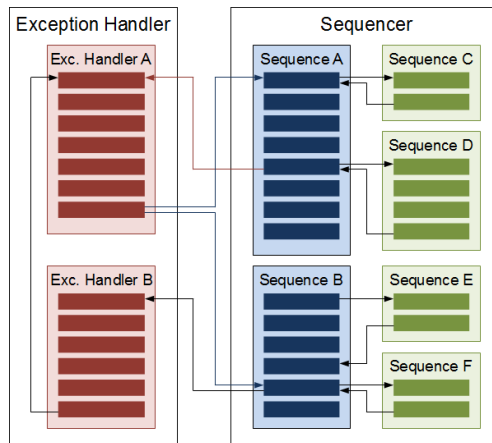 Exception Handler
Sequencer
Exc. Handler A
Sequence A
Sequence C
Sequence D
Exc. Handler B
Sequence B
Sequence E
Sequence F